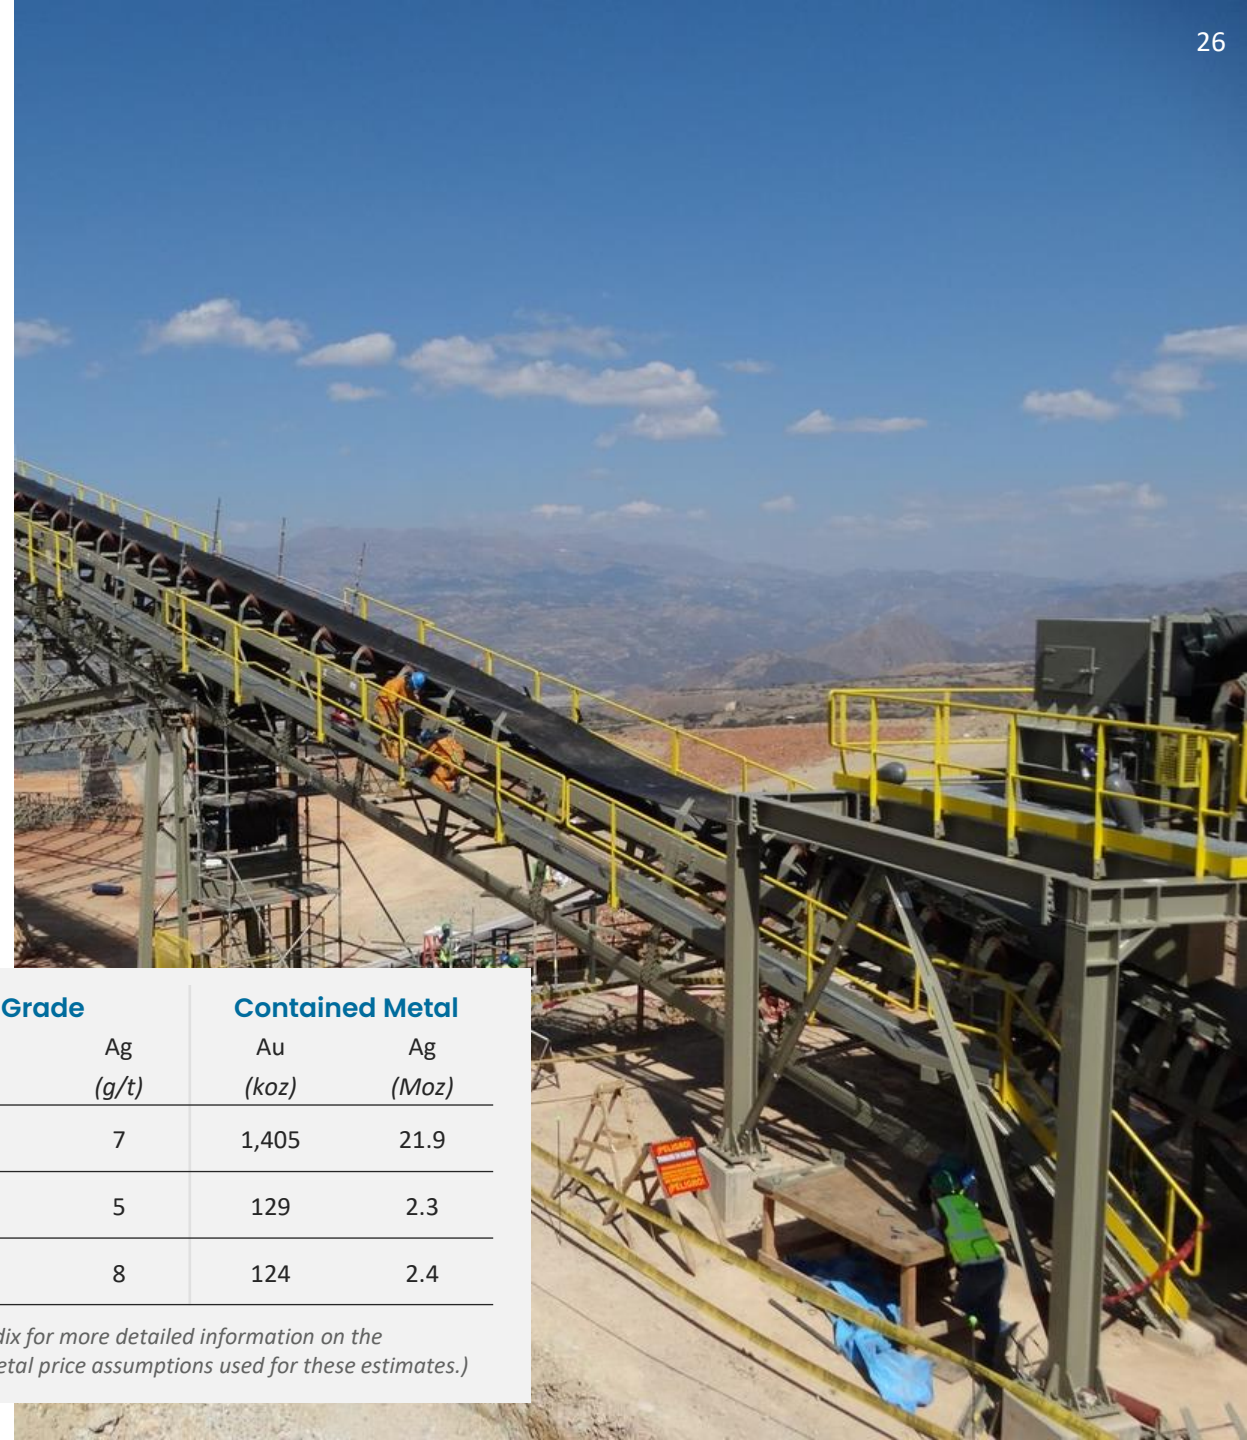 26
Grade Contained Metal
Ag Au Ag
(g/t) (koz) (Moz)
7 1,405 21.9
5 129 2.3
8 124 2.4
dix for more detailed information on the
etal price assumptions used for these estimates.)
¡PELIGRO!
¡PELIGRO!